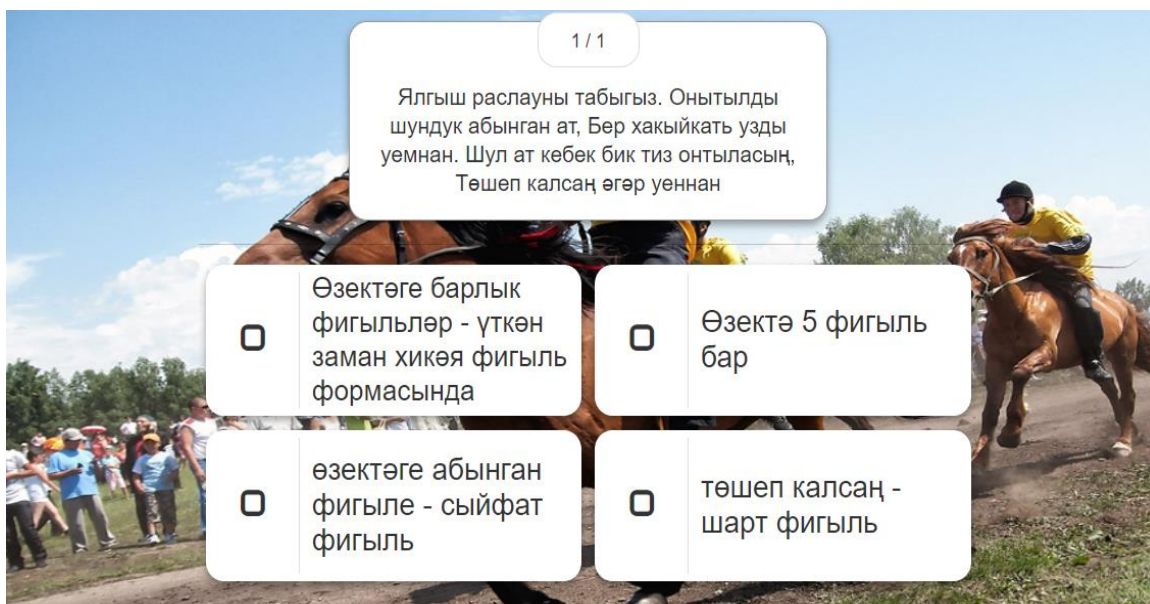 1 / 1
Ялгыш раслауны табыгыз. Онытылды
шундук абынган ат, Бер хакыйкать узды
уемнан. Шул ат кебек бик тиз онтыласың,
Төшеп калсаң әгәр уеннан
Өзектәге барлык
фигыльләр - үткән
заман хикәя фигыль
формасында
Өзектә 5 фигыль
бар
өзектәге абынган
фигыле - сыйфат
фигыль
төшеп калсаң -
шарт фигыль